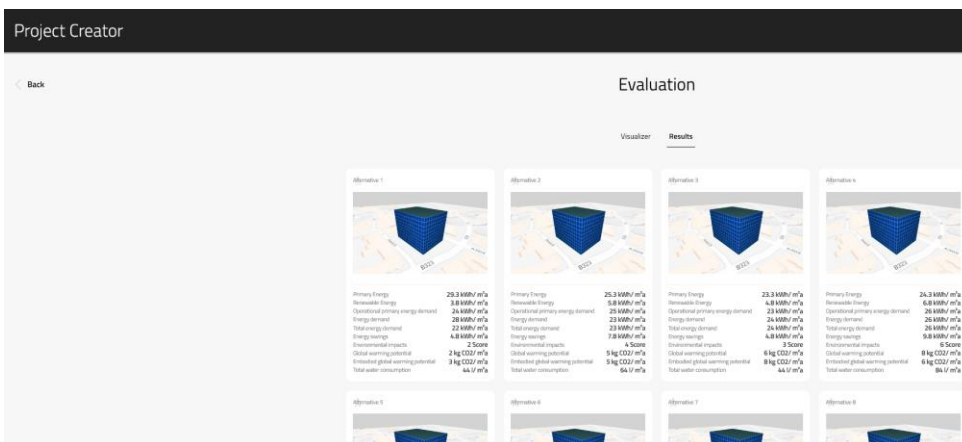 Project Creator
Back
Evaluation
Visualizer Results
Alternative 1
B325
Primary Energy 29.3 kWh/ m²a
Renewable Energy 3.8 kWh/ m²a
Operational primary energy demand 24 kWh/ m²a
Energy demand 28 kWh/ m²a
Total energy demand 22 kWh/ m²a
Energy savings 4.8 kWh/ m²a
Environmental impacts 2 Score
Global warming potential 2 kg CO2/ m²a
Embodied global warming potential 3 kg CO2/ m²a
Total water consumption 44 l/ m²a
Alternative 2
B325
Primary Energy 25.3 kWh/ m²a
Renewable Energy 5.8 kWh/ m²a
Operational primary energy demand 25 kWh/ m²a
Energy demand 23 kWh/ m²a
Total energy demand 23 kWh/ m²a
Energy savings 7.8 kWh/ m²a
Environmental impacts 4 Score
Global warming potential 5 kg CO2/ m²a
Embodied global warming potential 5 kg CO2/ m²a
Total water consumption 64 l/ m²a
Alternative 3
B325
Primary Energy 23.3 kWh/ m²a
Renewable Energy 4.8 kWh/ m²a
Operational primary energy demand 23 kWh/ m²a
Energy demand 24 kWh/ m²a
Total energy demand 24 kWh/ m²a
Energy savings 4.8 kWh/ m²a
Environmental impacts 3 Score
Global warming potential 6 kg CO2/ m²a
Embodied global warming potential 8 kg CO2/ m²a
Total water consumption 44 l/ m²a
Alternative 4
B325
Primary Energy 24.3 kWh/ m²a
Renewable Energy 6.8 kWh/ m²a
Operational primary energy demand 26 kWh/ m²a
Energy demand 26 kWh/ m²a
Total energy demand 26 kWh/ m²a
Energy savings 9.8 kWh/ m²a
Environmental impacts 6 Score
Global warming potential 8 kg CO2/ m²a
Embodied global warming potential 6 kg CO2/ m²a
Total water consumption 84 l/ m²a
Alternative 5
Alternative 6
Alternative 7
Alternative 8